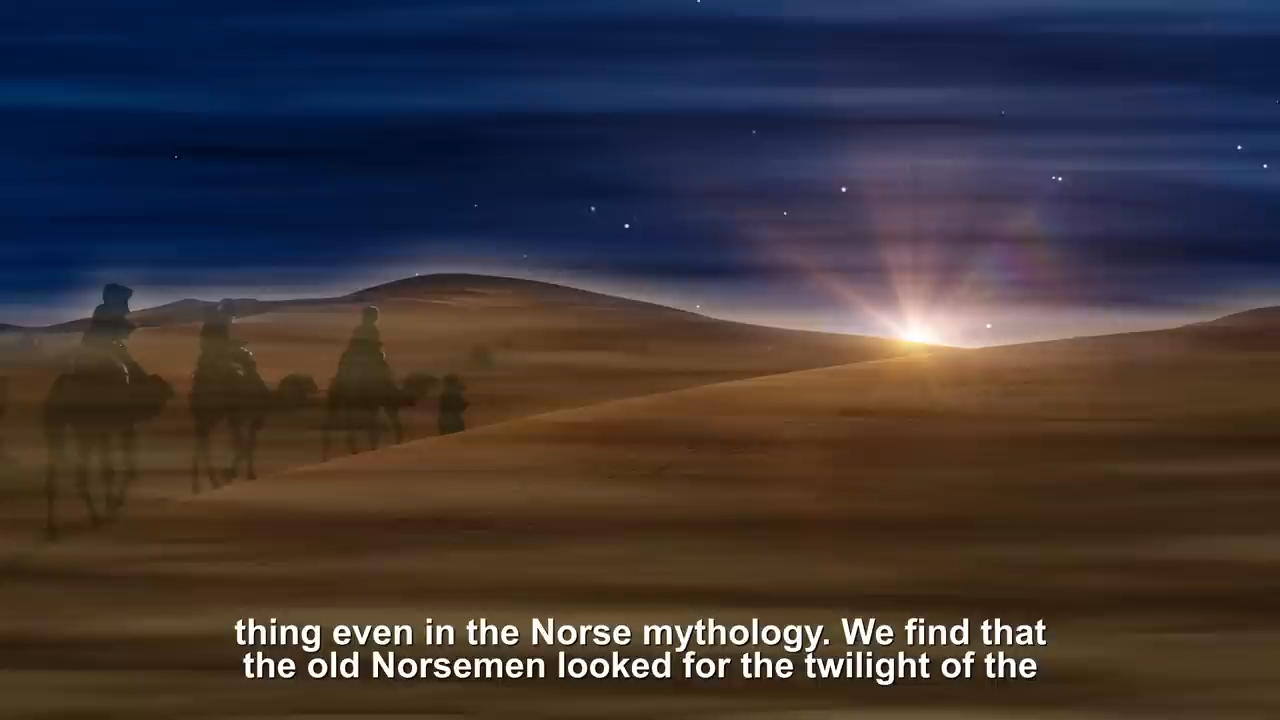 thing even in the Norse mythology. We find that
the old Norsemen looked for the twilight of the